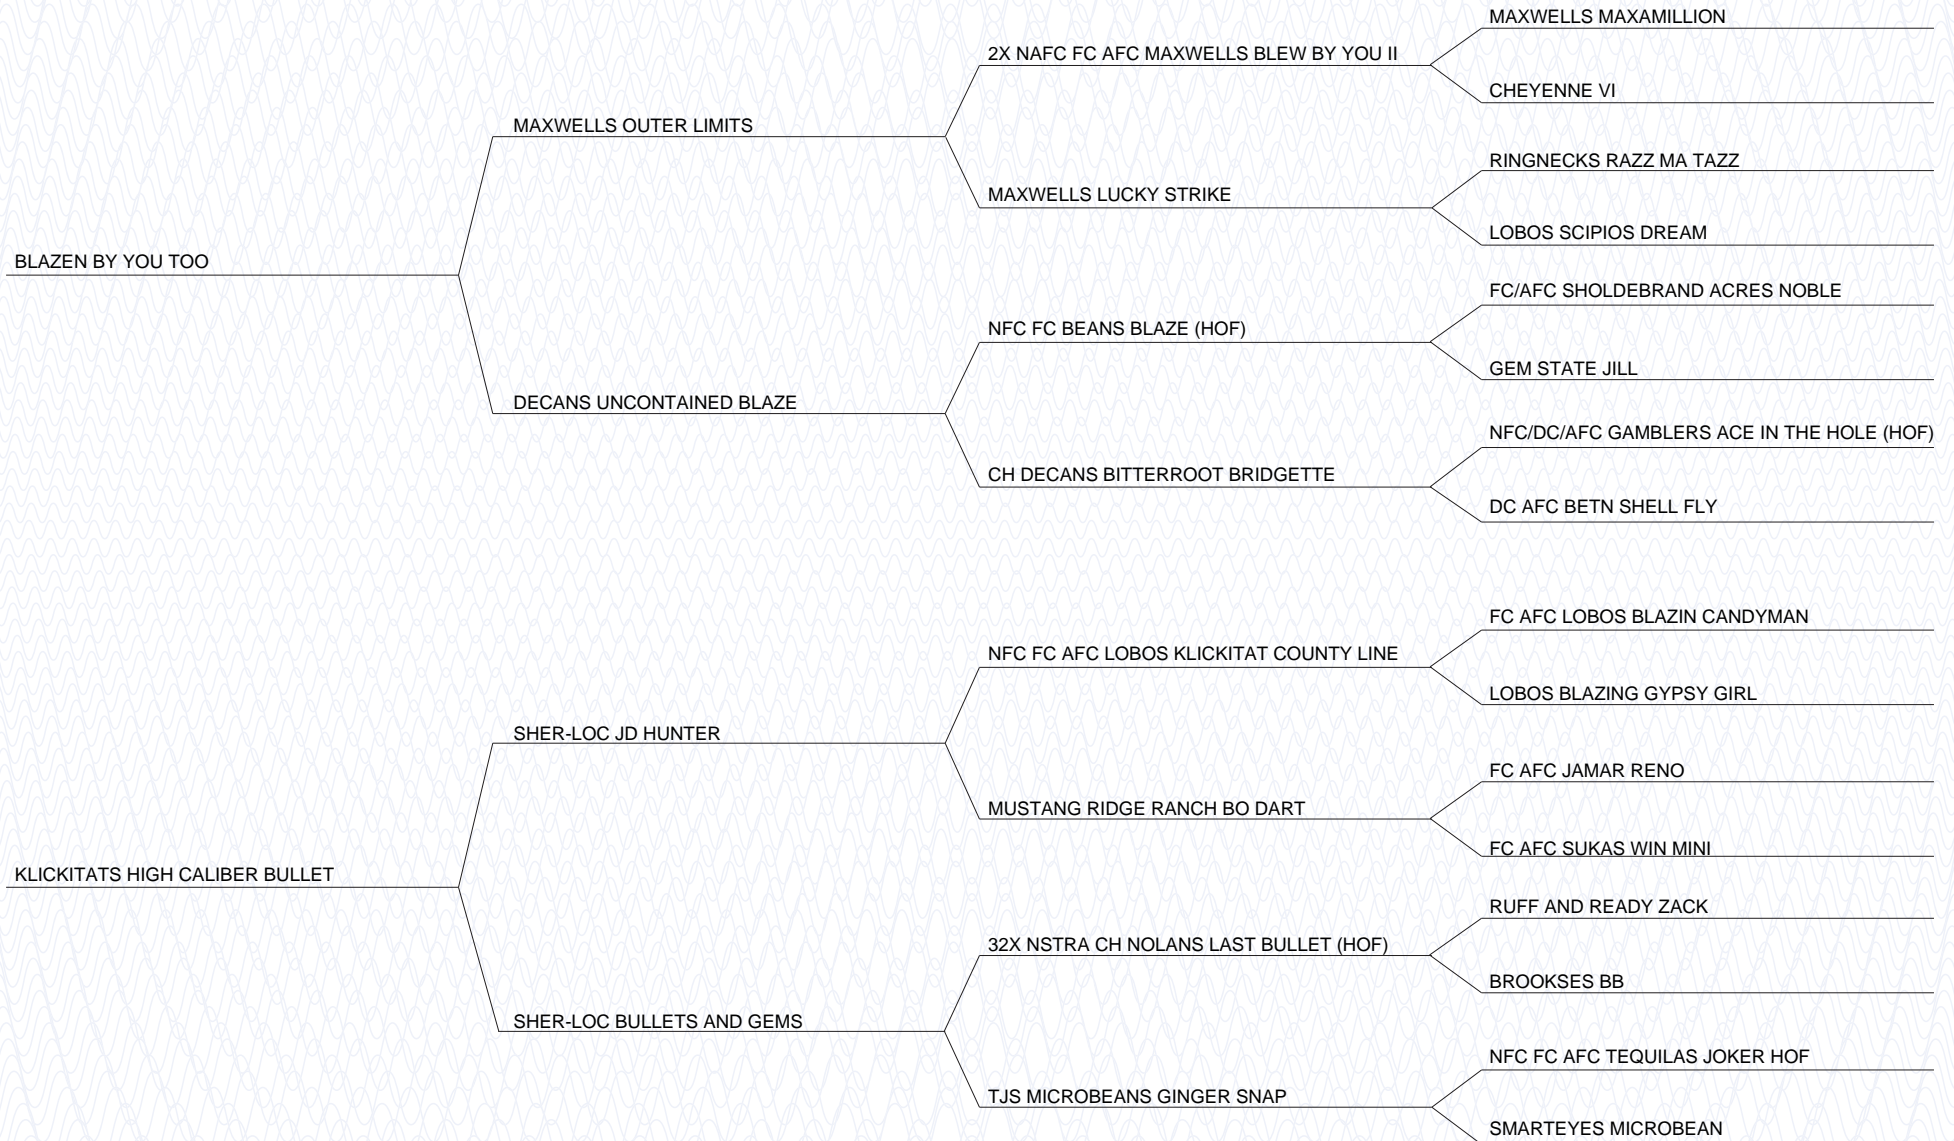 MAXWELLS MAXAMILLION
2X NAFC FC AFC MAXWELLS BLEW BY YOU II
CHEYENNE VI
MAXWELLS OUTER LIMITS
RINGNECKS RAZZ MA TAZZ
MAXWELLS LUCKY STRIKE
LOBOS SCIPIOS DREAM
BLAZEN BY YOU TOO
FC/AFC SHOLDEBRAND ACRES NOBLE
NFC FC BEANS BLAZE (HOF)
GEM STATE JILL
DECANS UNCONTAINED BLAZE
NFC/DC/AFC GAMBLERS ACE IN THE HOLE (HOF)
CH DECANS BITTERROOT BRIDGETTE
DC AFC BETN SHELL FLY
FC AFC LOBOS BLAZIN CANDYMAN
NFC FC AFC LOBOS KLICKITAT COUNTY LINE
LOBOS BLAZING GYPSY GIRL
SHER-LOC JD HUNTER
FC AFC JAMAR RENO
MUSTANG RIDGE RANCH BO DART
FC AFC SUKAS WIN MINI
KLICKITATS HIGH CALIBER BULLET
RUFF AND READY ZACK
32X NSTRA CH NOLANS LAST BULLET (HOF)
BROOKSES BB
SHER-LOC BULLETS AND GEMS
NFC FC AFC TEQUILAS JOKER HOF
TJS MICROBEANS GINGER SNAP
SMARTEYES MICROBEAN